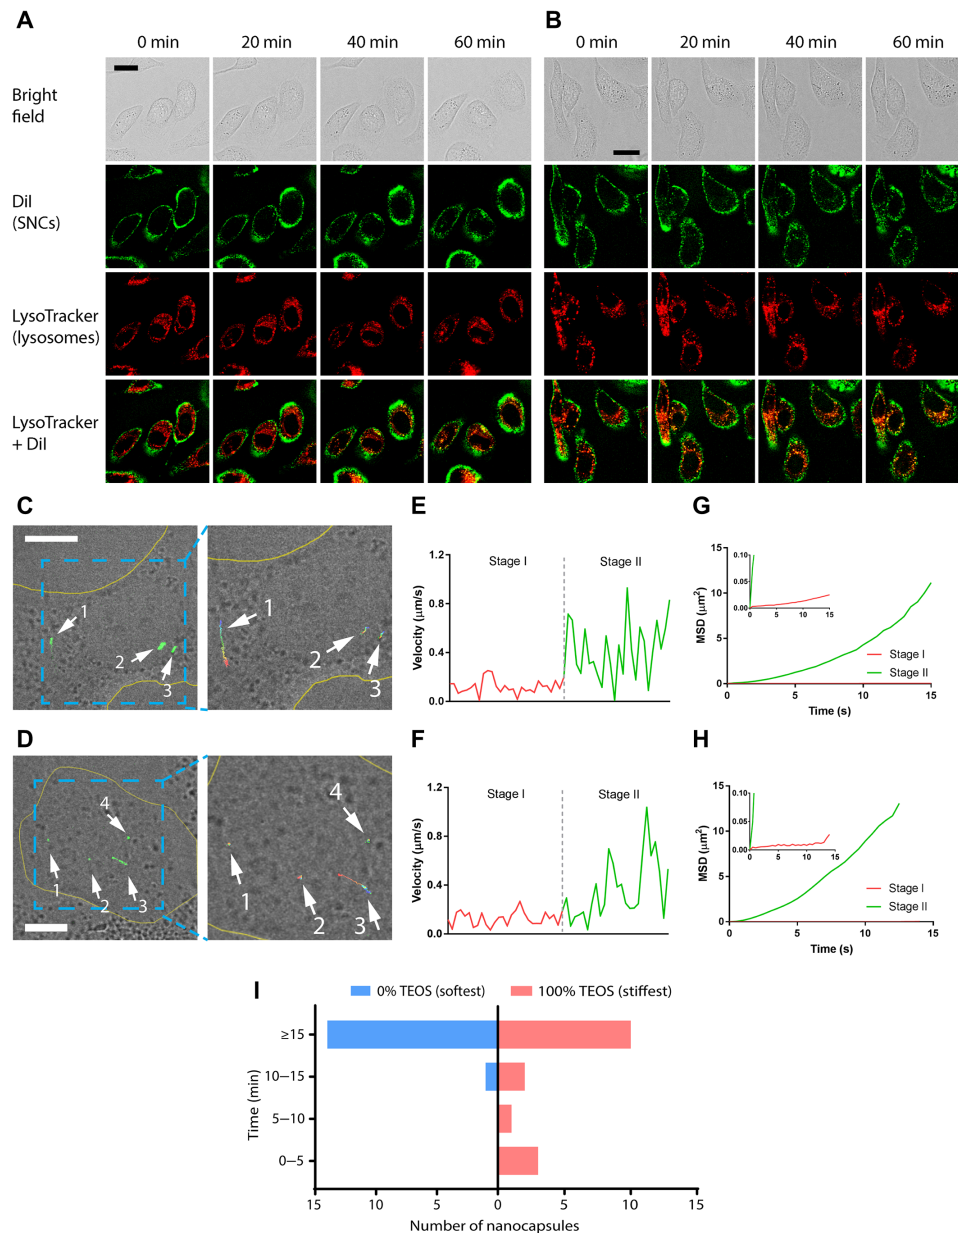 A
B
0 min
20 min
40 min
60 min
0 min
20 min
40 min
60 min
Bright
field
DiI
(SNCs)
LysoTracker
(lysosomes)
LysoTracker
+ DiI
C
1
2
3
1
2
3
E
1.2
0.8
0.4
0.0
Velocity (μm/s)
Stage I
Stage II
G
15
10
5
0
MSD (μm²)
0.10
0.05
0.00
0 5 10 15
Stage I
Stage II
0 5 10 15
Time (s)
D
4
1
2
3
4
1
2
3
F
1.2
0.8
0.4
0.0
Velocity (μm/s)
Stage I
Stage II
H
15
10
5
0
MSD (μm²)
0.10
0.05
0.00
0 5 10 15
Stage I
Stage II
0 5 10 15
Time (s)
I
0% TEOS (softest)
100% TEOS (stiffest)
≥15
10–15
5–10
0–5
Time (min)
15 10 5 0 5 10 15
Number of nanocapsules